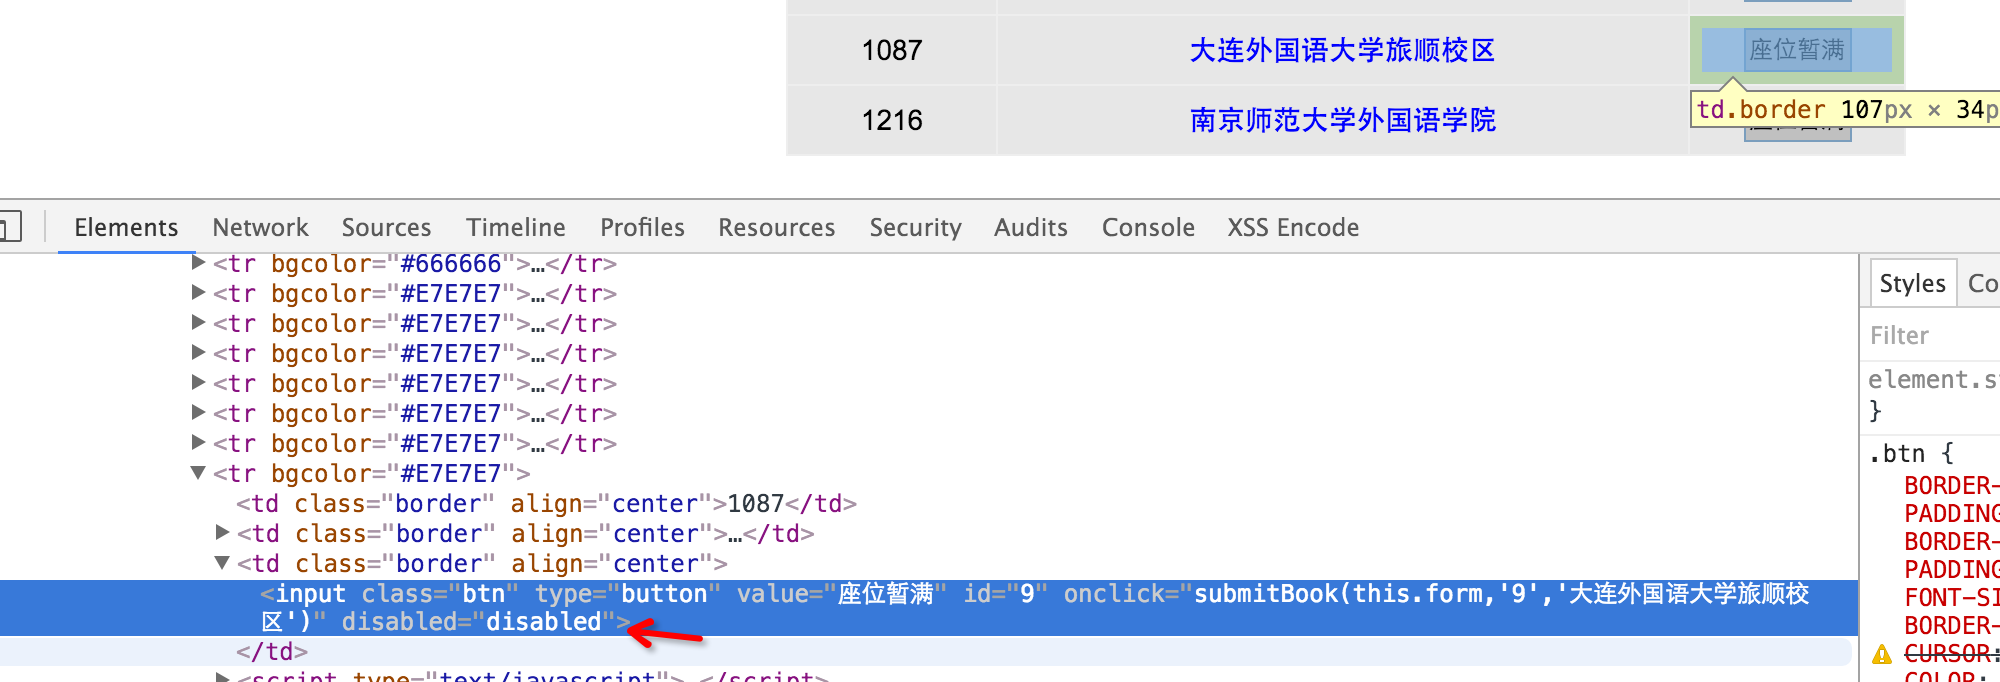 1087 大连外国语大学旅顺校区 座位暂满
td.border 107px × 34p
1216 南京师范大学外国语学院
Elements Network Sources Timeline Profiles Resources Security Audits Console XSS Encode
<tr bgcolor="#666666">…</tr>
<tr bgcolor="#E7E7E7">…</tr>
<tr bgcolor="#E7E7E7">…</tr>
<tr bgcolor="#E7E7E7">…</tr>
<tr bgcolor="#E7E7E7">…</tr>
<tr bgcolor="#E7E7E7">…</tr>
<tr bgcolor="#E7E7E7">…</tr>
<tr bgcolor="#E7E7E7">
<td class="border" align="center">1087</td>
<td class="border" align="center">…</td>
<td class="border" align="center">
<input class="btn" type="button" value="座位暂满" id="9" onclick="submitBook(this.form,'9','大连外国语大学旅顺校
区')" disabled="disabled">
</td>
<script type="text/javascript">…</script>
Styles Co
Filter
element.s
}
.btn {
BORDER-
PADDING
BORDER-
PADDING
FONT-SI
BORDER-
CURSOR:
COLOR: